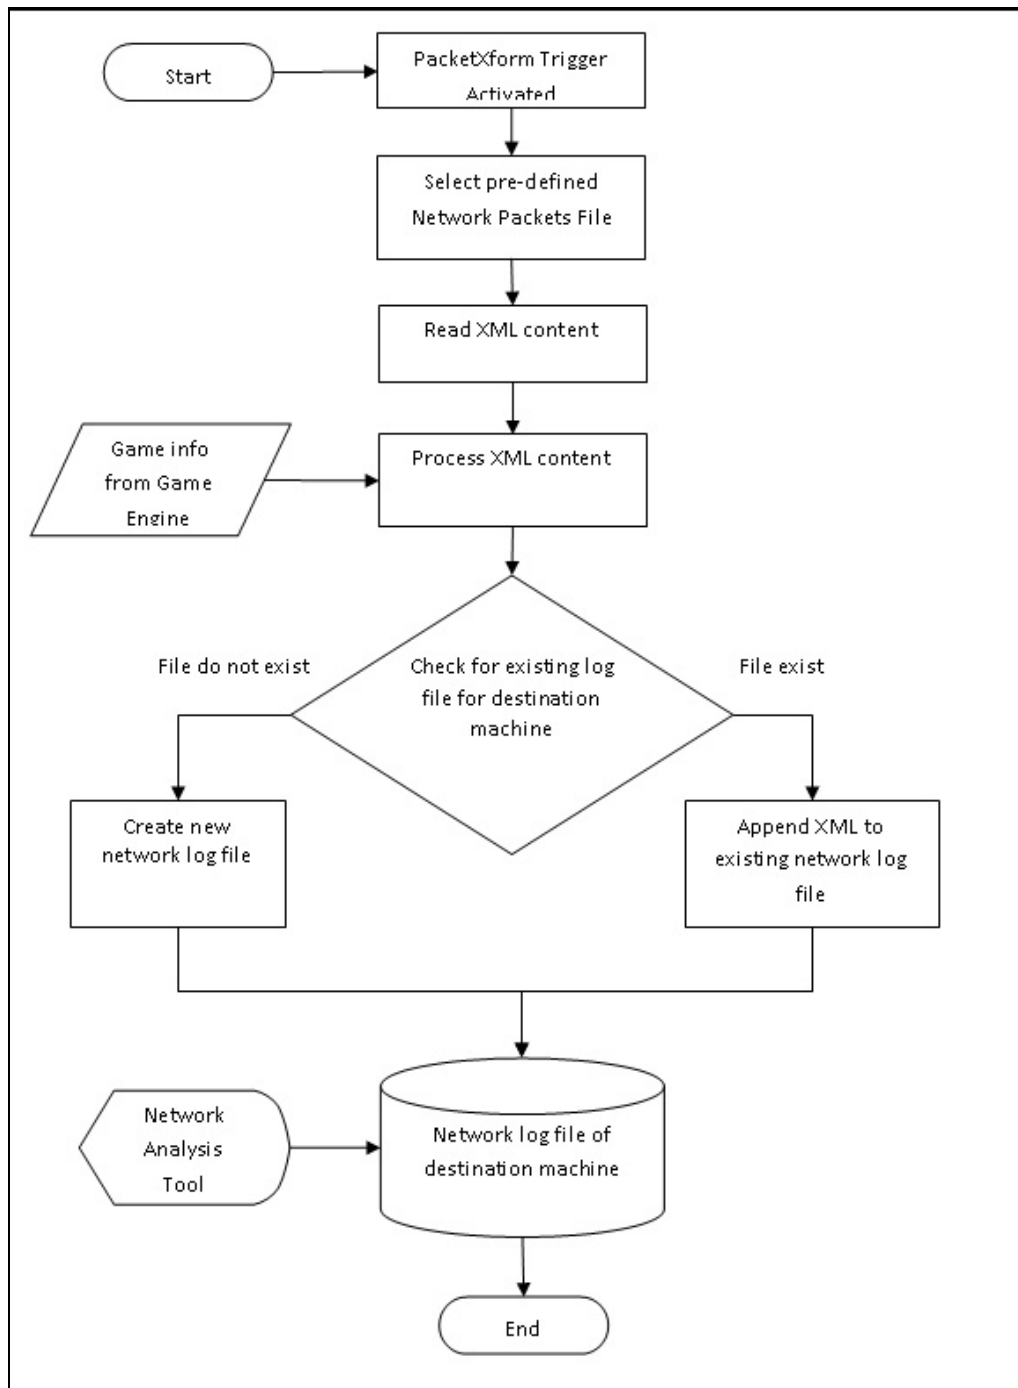 Start
PacketXform Trigger
Activated
Select pre-defined
Network Packets File
Read XML content
Game info
from Game
Engine
Process XML content
File do not exist
Check for existing log
file for destination
machine
File exist
Create new
network log file
Append XML to
existing network log
file
Network
Analysis
Tool
Network log file of
destination machine
End